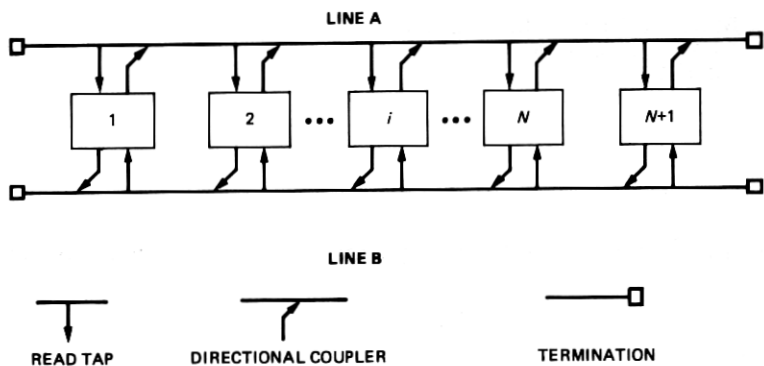 LINE A
1 2 ••• i ••• N N+1
LINE B
READ TAP DIRECTIONAL COUPLER TERMINATION